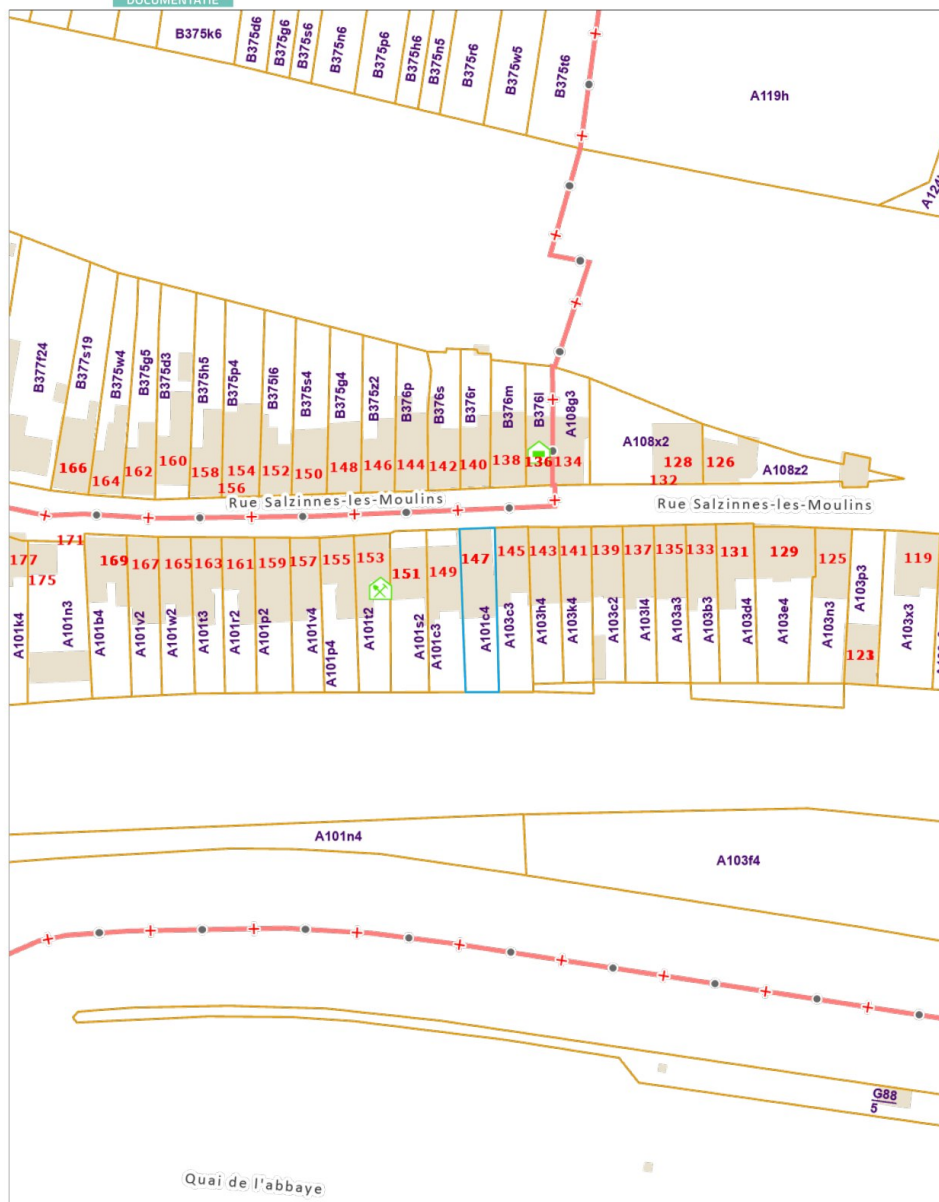 DOCUMENTATIE
B375k6
B375d6
B375g6
B375s6
B375n6
B375p6
B375h6
B375n5
B375r6
B375w5
B375t6
A119h
B377f24
B377s19
B375w4
B375g5
B375d3
B375h5
B375p4
B375l6
B375s4
B375g4
B375z2
B376p
B376s
B376r
B376m
B376l
A108g3
A108x2
A108z2
166
164
162
160
158
154
156
152
150
148
146
144
142
140
138
136
134
128
132
126
Rue Salzinnes-les-Moulins
Rue Salzinnes-les-Moulins
177
175
171
169
167
165
163
161
159
157
155
153
151
149
147
145
143
141
139
137
135
133
131
129
125
123
119
A101k4
A101n3
A101b4
A101v2
A101w2
A101t3
A101r2
A101p2
A101v4
A101p4
A101t2
A101s2
A101c3
A101c4
A103c3
A103h4
A103k4
A103c2
A103l4
A103a3
A103b3
A103d4
A103e4
A103n3
A103p3
A103x3
A101n4
A103f4
G88
5
Quai de l'abbaye